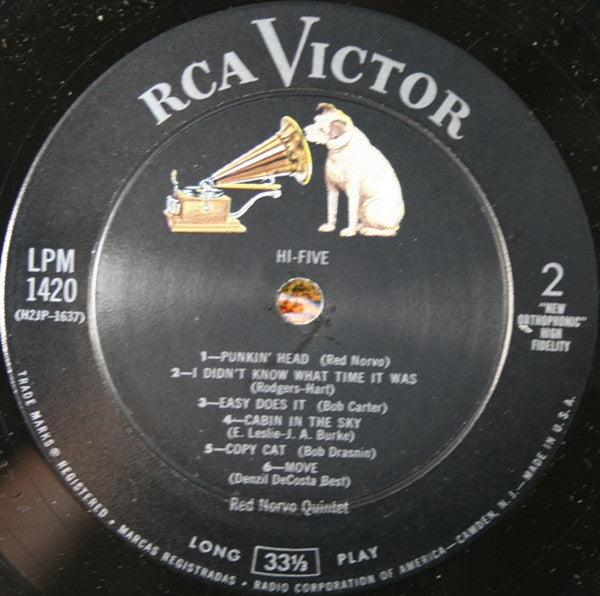 RCA VICTOR
HI-FIVE
LPM
1420
(H2JP-1637)
2
"NEW
ORTHOPHONIC"
HIGH
FIDELITY
1—PUNKIN' HEAD (Red Norvo)
2—I DIDN'T KNOW WHAT TIME IT WAS
(Rodgers-Hart)
3—EASY DOES IT (Bob Carter)
4—CABIN IN THE SKY
(E. Leslie-J. A. Burke)
5—COPY CAT (Bob Drasnin)
6—MOVE
(Denzil DeCosta Best)
Red Norvo Quintet
LONG 33⅓ PLAY
TRADE MARKS® REGISTERED • MARCAS REGISTRADAS • RADIO CORPORATION OF AMERICA—CAMDEN, N. J.—MADE IN U.S.A.